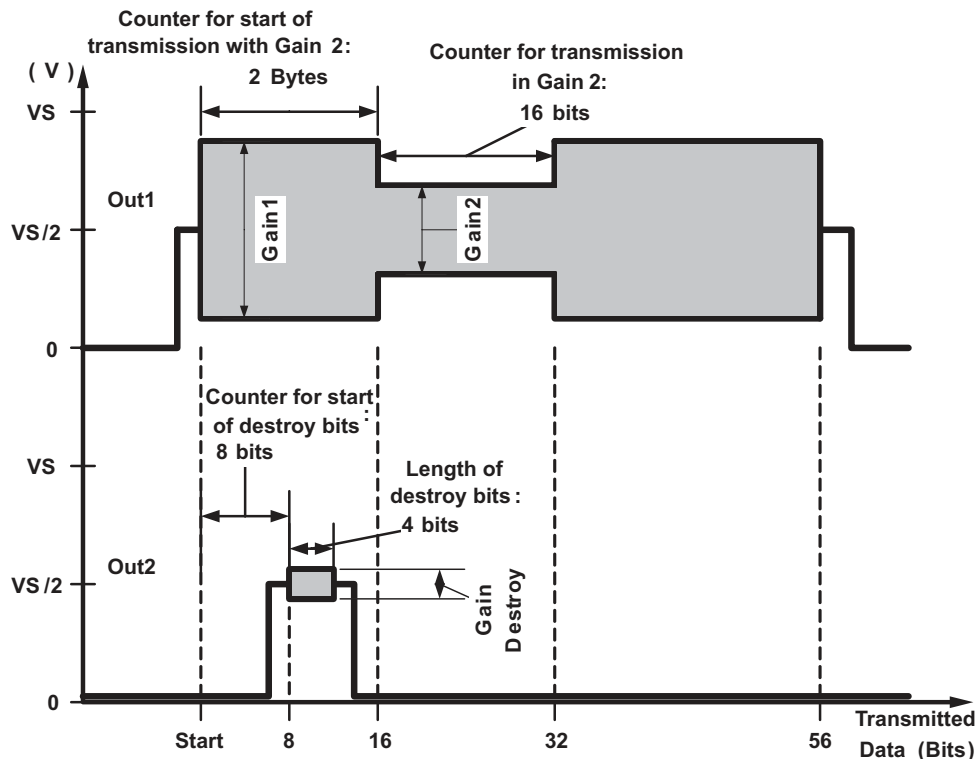 Counter for start of
transmission with Gain 2:
2 Bytes
Counter for transmission
in Gain 2:
16 bits
( V )
VS
Out1
VS/2
Gain1
Gain2
0
Counter for start
of destroy bits:
8 bits
VS
Length of
destroy bits:
4 bits
Out2
VS/2
Gain
Destroy
0
Start
8
16
32
56
Transmitted
Data (Bits)